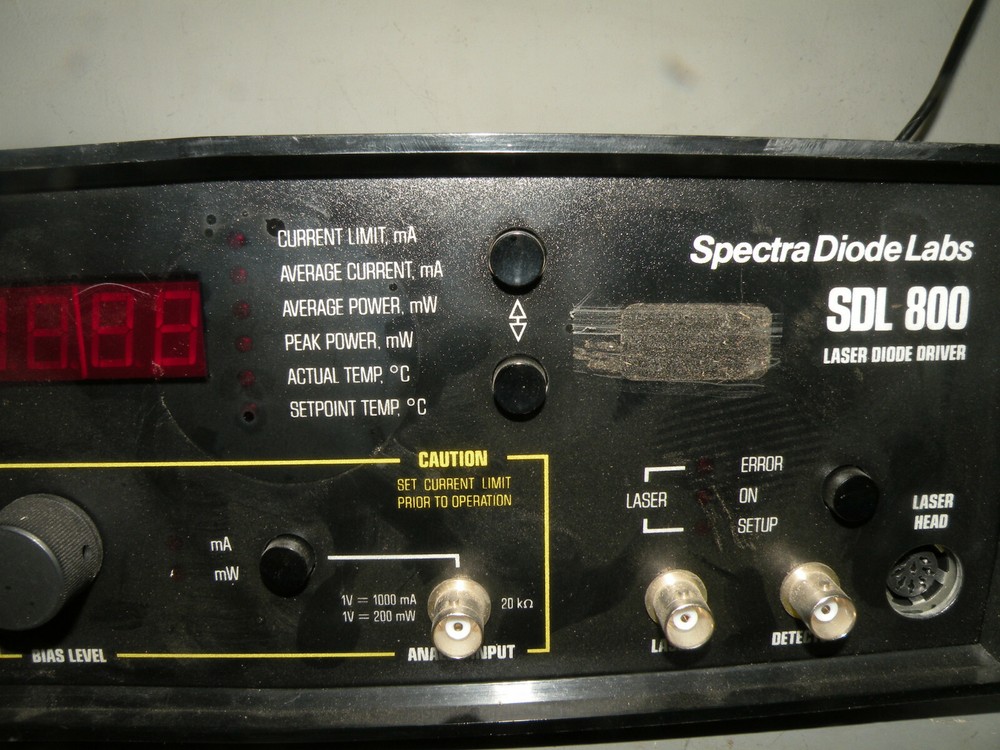 CURRENT LIMIT, mA
AVERAGE CURRENT, mA
AVERAGE POWER, mW
PEAK POWER, mW
ACTUAL TEMP, °C
SETPOINT TEMP, °C
Spectra Diode Labs
SDL 800
LASER DIODE DRIVER
CAUTION
SET CURRENT LIMIT
PRIOR TO OPERATION
mA
mW
1V = 1000 mA
1V = 200 mW
20 kΩ
BIAS LEVEL
LASER
ERROR
ON
SETUP
LASER
HEAD